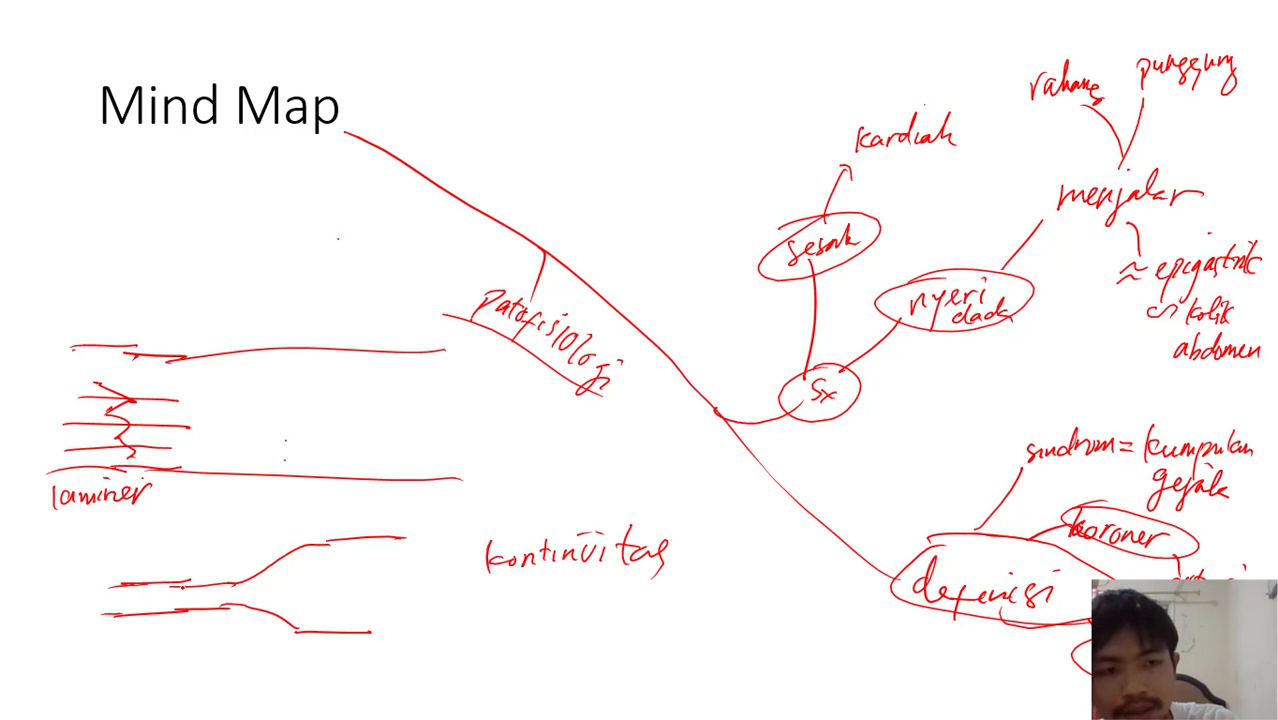 Mind Map
rahang
punggung
kardiak
menjalar
sesak
≈ epigastric
nyeri
dada
kolik
abdomen
patofisiologi
Sx
laminer
sindrom = kumpulan
gejala
koroner
kontinuitas
definisi